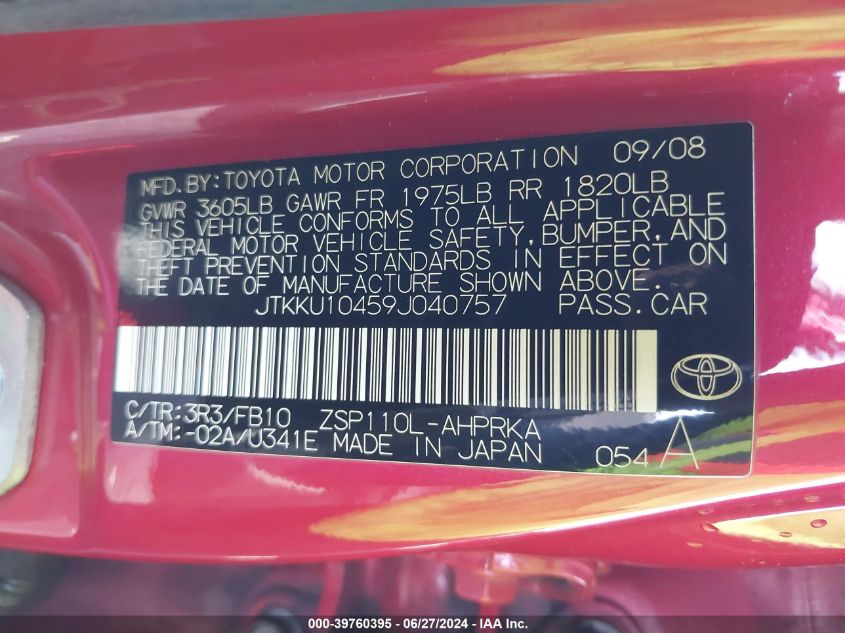 MFD. BY: TOYOTA MOTOR CORPORATION 09/08
GVWR 3605LB GAWR FR 1975LB RR 1820LB
THIS VEHICLE CONFORMS TO ALL APPLICABLE
FEDERAL MOTOR VEHICLE SAFETY, BUMPER, AND
THEFT PREVENTION STANDARDS IN EFFECT ON
THE DATE OF MANUFACTURE SHOWN ABOVE.
JTKKU10459J040757 PASS. CAR
C/TR: 3R3/FB10 ZSP110L-AHPRKA
A/TM: -02A/U341E MADE IN JAPAN 054 A
000-39760395 - 06/27/2024 - IAA Inc.